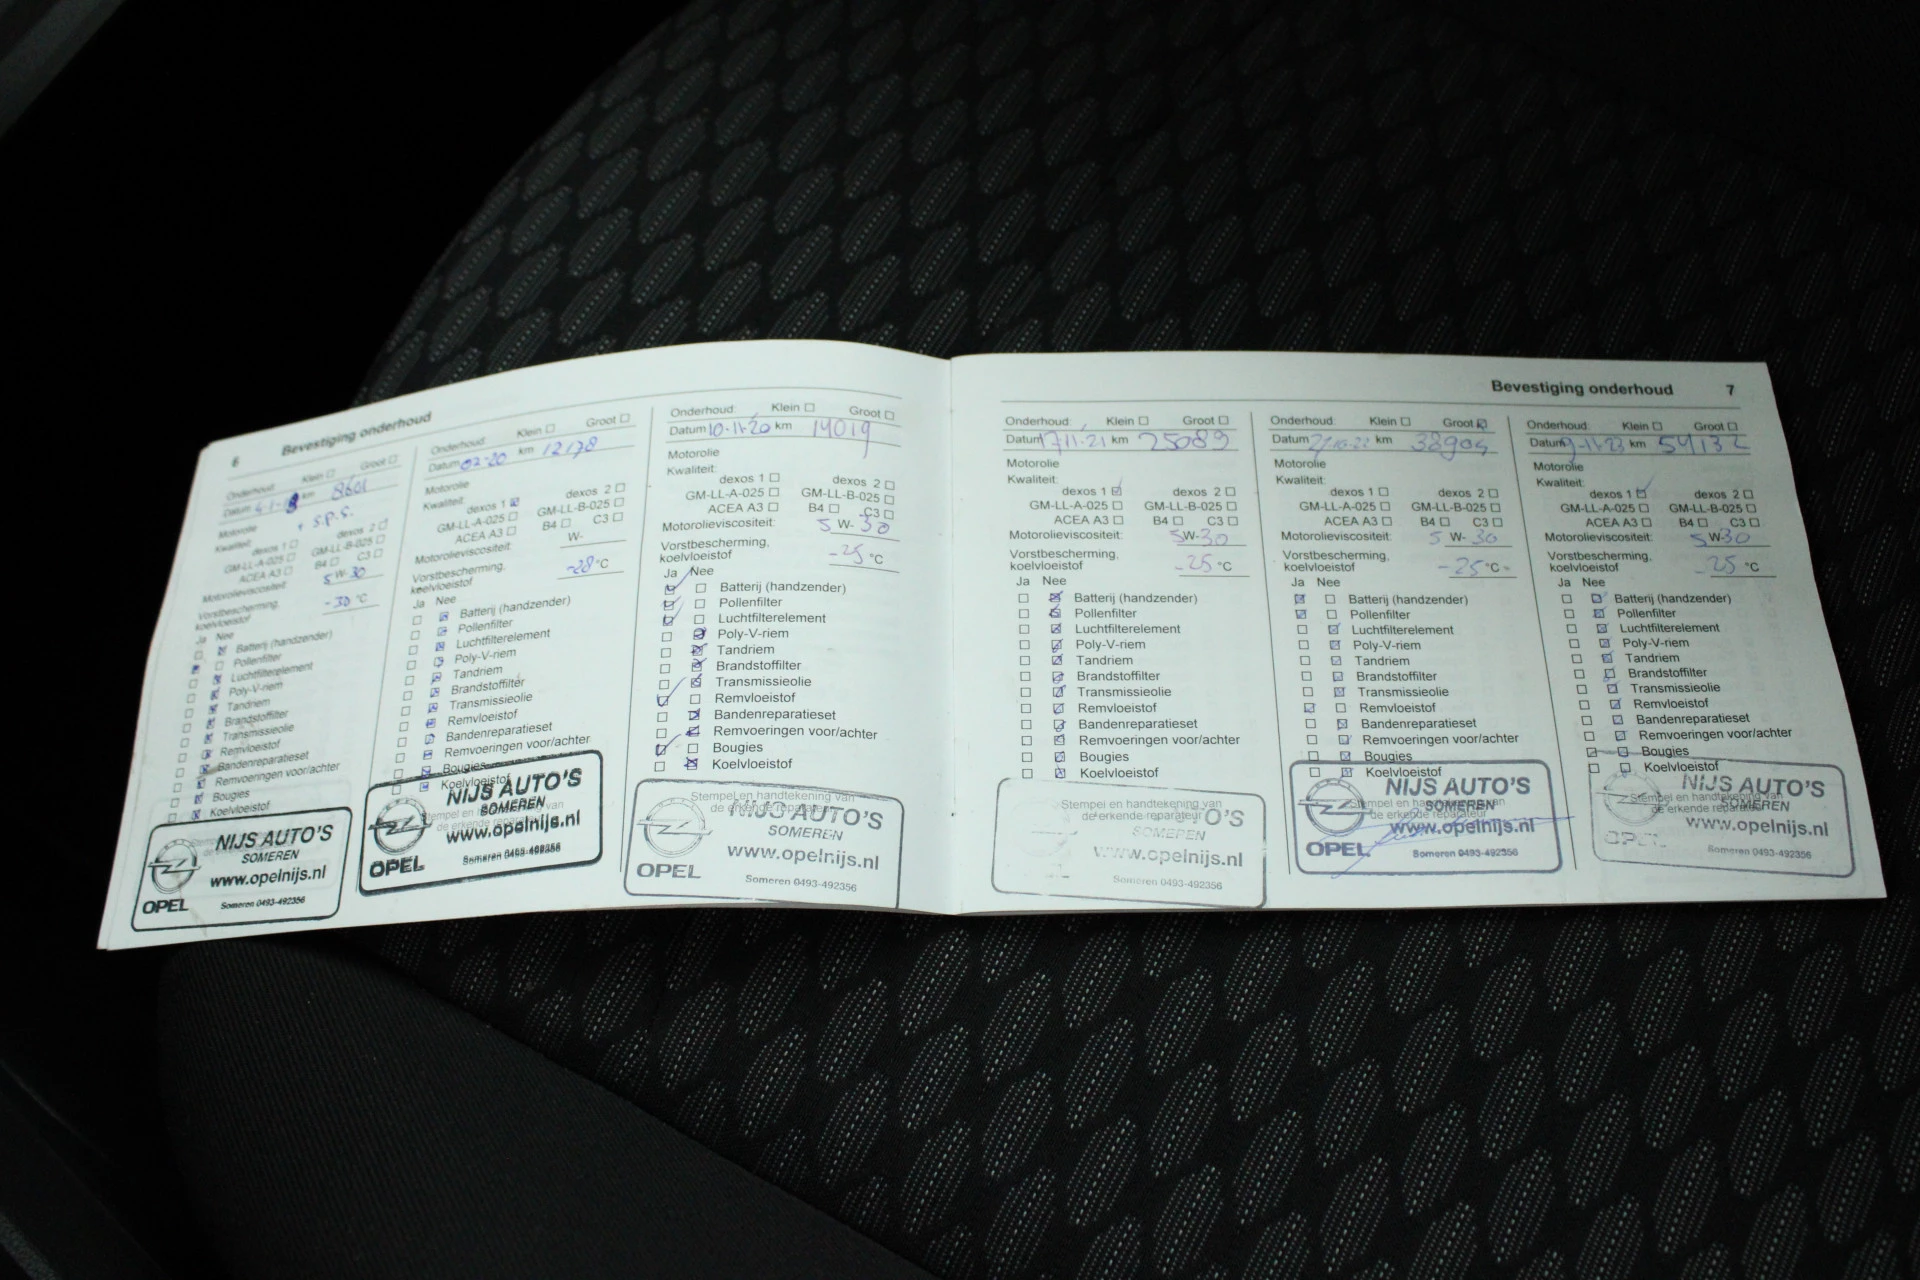 6 Bevestiging onderhoud
Onderhoud: Klein Groot
Datum km 8601
Motorolie + S.P.S.
Kwaliteit: dexos 1 dexos 2
GM-LL-A-025 GM-LL-B-025
ACEA A3 B4 C3
Motorolieviscositeit: 5 W- 30
Vorstbescherming,
koelvloeistof -30 °C
Ja Nee
Batterij (handzender)
Pollenfilter
Luchtfilterelement
Poly-V-riem
Tandriem
Brandstoffilter
Transmissieolie
Remvloeistof
Bandenreparatieset
Remvoeringen voor/achter
Bougies
Koelvloeistof
NIJS AUTO'S
SOMEREN
www.opelnijs.nl
OPEL Someren 0493-492356
Onderhoud: Klein Groot
Datum 02-20 km 12178
Motorolie
Kwaliteit: dexos 1 dexos 2
GM-LL-A-025 GM-LL-B-025
ACEA A3 B4 C3
Motorolieviscositeit: W-
Vorstbescherming,
koelvloeistof -28 °C
Ja Nee
Batterij (handzender)
Pollenfilter
Luchtfilterelement
Poly-V-riem
Tandriem
Brandstoffilter
Transmissieolie
Remvloeistof
Bandenreparatieset
Remvoeringen voor/achter
Bougies
Koelvloeistof
NIJS AUTO'S
SOMEREN
www.opelnijs.nl
OPEL Someren 0493-492356
Onderhoud: Klein Groot
Datum 10-11-20 km 14019
Motorolie
Kwaliteit:
dexos 1 dexos 2
GM-LL-A-025 GM-LL-B-025
ACEA A3 B4 C3
Motorolieviscositeit: 5 W- 30
Vorstbescherming,
koelvloeistof -25 °C
Ja Nee
Batterij (handzender)
Pollenfilter
Luchtfilterelement
Poly-V-riem
Tandriem
Brandstoffilter
Transmissieolie
Remvloeistof
Bandenreparatieset
Remvoeringen voor/achter
Bougies
Koelvloeistof
Stempel en handtekening van
de erkende reparateur
NIJS AUTO'S
SOMEREN
www.opelnijs.nl
OPEL Someren 0493-492356
Bevestiging onderhoud 7
Onderhoud: Klein Groot
Datum 17-11-21 km 25089
Motorolie
Kwaliteit:
dexos 1 dexos 2
GM-LL-A-025 GM-LL-B-025
ACEA A3 B4 C3
Motorolieviscositeit: 5 W- 30
Vorstbescherming,
koelvloeistof -25 °C
Ja Nee
Batterij (handzender)
Pollenfilter
Luchtfilterelement
Poly-V-riem
Tandriem
Brandstoffilter
Transmissieolie
Remvloeistof
Bandenreparatieset
Remvoeringen voor/achter
Bougies
Koelvloeistof
Stempel en handtekening van
de erkende reparateur
SOMEREN
www.opelnijs.nl
Someren 0493-492356
Onderhoud: Klein Groot
Datum km 38904
Motorolie
Kwaliteit:
dexos 1 dexos 2
GM-LL-A-025 GM-LL-B-025
ACEA A3 B4 C3
Motorolieviscositeit: 5 W- 30
Vorstbescherming,
koelvloeistof -25 °C
Ja Nee
Batterij (handzender)
Pollenfilter
Luchtfilterelement
Poly-V-riem
Tandriem
Brandstoffilter
Transmissieolie
Remvloeistof
Bandenreparatieset
Remvoeringen voor/achter
Bougies
Koelvloeistof
NIJS AUTO'S
SOMEREN
www.opelnijs.nl
OPEL Someren 0493-492356
Onderhoud: Klein Groot
Datum 9-11-23 km 54132
Motorolie
Kwaliteit:
dexos 1 dexos 2
GM-LL-A-025 GM-LL-B-025
ACEA A3 B4 C3
Motorolieviscositeit: 5 W- 30
Vorstbescherming,
koelvloeistof -25 °C
Ja Nee
Batterij (handzender)
Pollenfilter
Luchtfilterelement
Poly-V-riem
Tandriem
Brandstoffilter
Transmissieolie
Remvloeistof
Bandenreparatieset
Remvoeringen voor/achter
Bougies
Koelvloeistof
NIJS AUTO'S
SOMEREN
www.opelnijs.nl
OPEL Someren 0493-492356